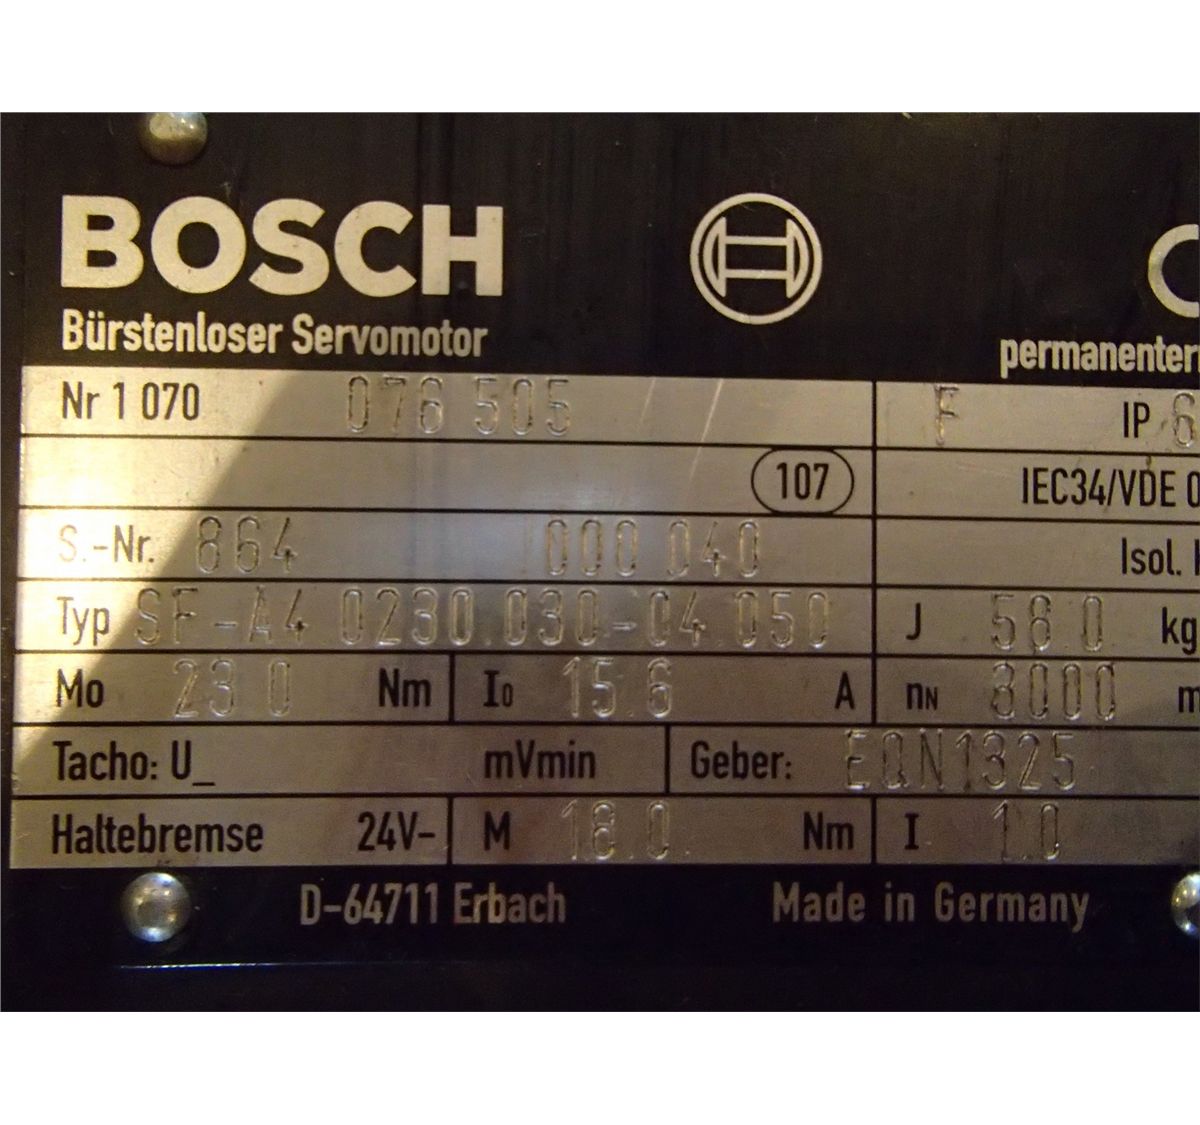 BOSCH
Bürstenloser Servomotor
permanenterr
Nr 1 070 076 505 F IP 6
107 IEC34/VDE 0
S.-Nr. 864 000 040 Isol.
Typ SF-A4 0230.030-04.050 J 58.0 kg
Mo 23.0 Nm I0 15.6 A nN 3000 m
Tacho: U_ mVmin Geber: EQN1325
Haltebremse 24V- M 18.0 Nm I 1.0
D-64711 Erbach Made in Germany